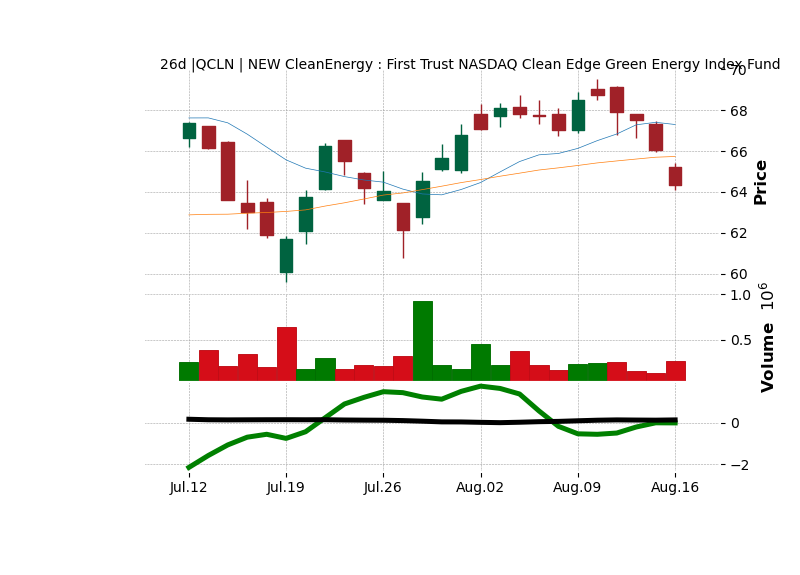 26d |QCLN | NEW CleanEnergy : First Trust NASDAQ Clean Edge Green Energy Index Fund
70
68
66
64
62
60
Price
1.0
0.5
Volume 10^6
0
−2
Jul.12 Jul.19 Jul.26 Aug.02 Aug.09 Aug.16